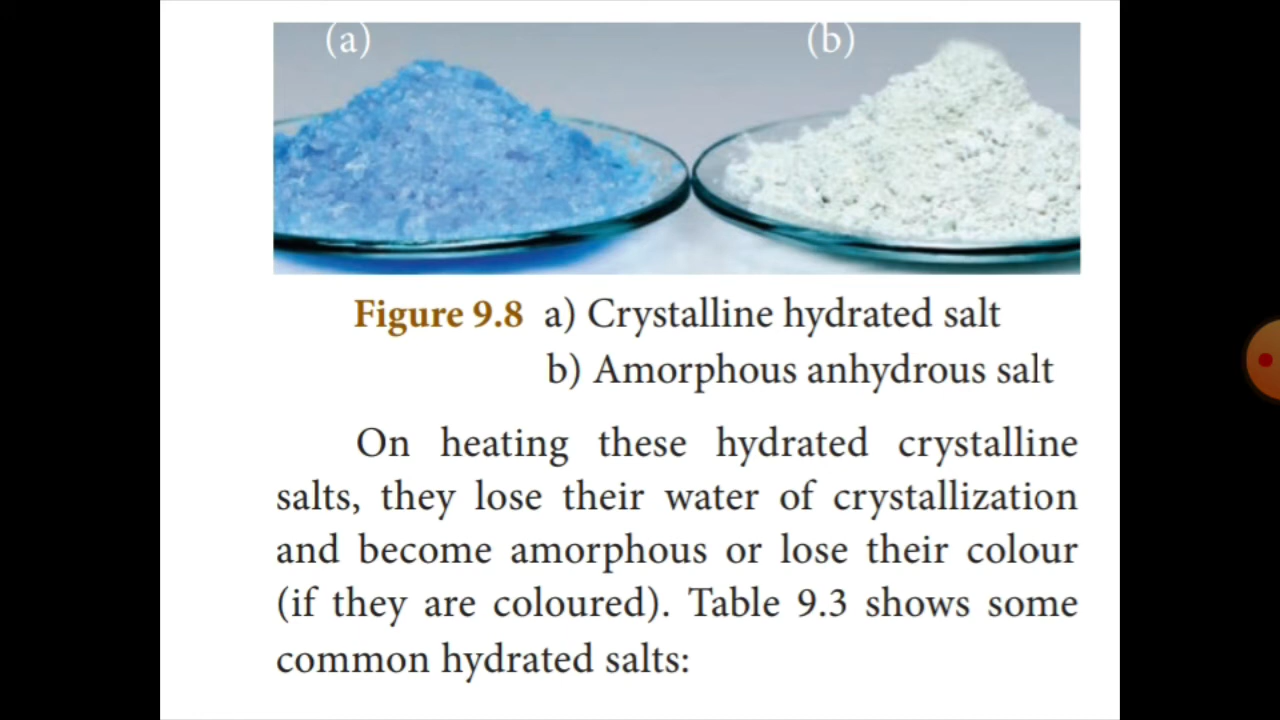 (a) (b)
Figure 9.8 a) Crystalline hydrated salt
b) Amorphous anhydrous salt
On heating these hydrated crystalline
salts, they lose their water of crystallization
and become amorphous or lose their colour
(if they are coloured). Table 9.3 shows some
common hydrated salts: